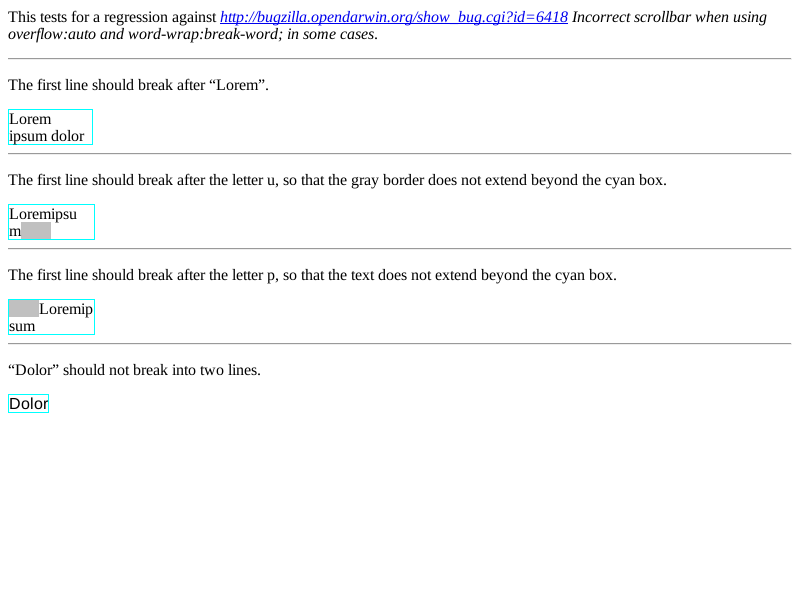 This tests for a regression against http://bugzilla.opendarwin.org/show_bug.cgi?id=6418 Incorrect scrollbar when using
overflow:auto and word-wrap:break-word; in some cases.
The first line should break after “Lorem”.
Lorem
ipsum dolor
The first line should break after the letter u, so that the gray border does not extend beyond the cyan box.
Loremipsu
m
The first line should break after the letter p, so that the text does not extend beyond the cyan box.
Loremip
sum
“Dolor” should not break into two lines.
Dolor